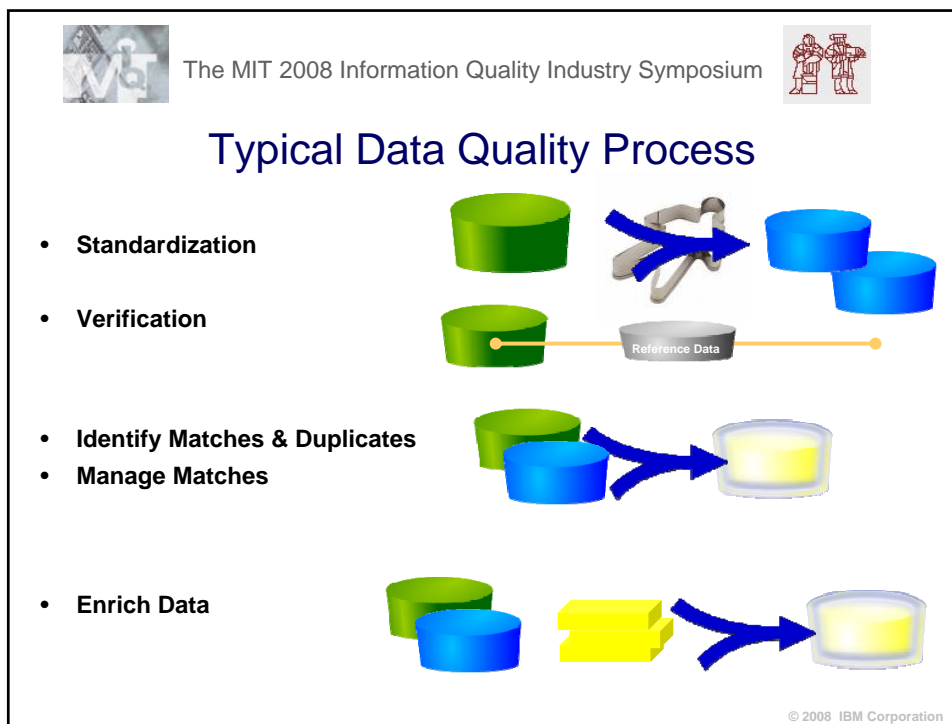 The MIT 2008 Information Quality Industry Symposium
Typical Data Quality Process
• Standardization
• Verification
Reference Data
• Identify Matches & Duplicates
• Manage Matches
• Enrich Data
© 2008 IBM Corporation